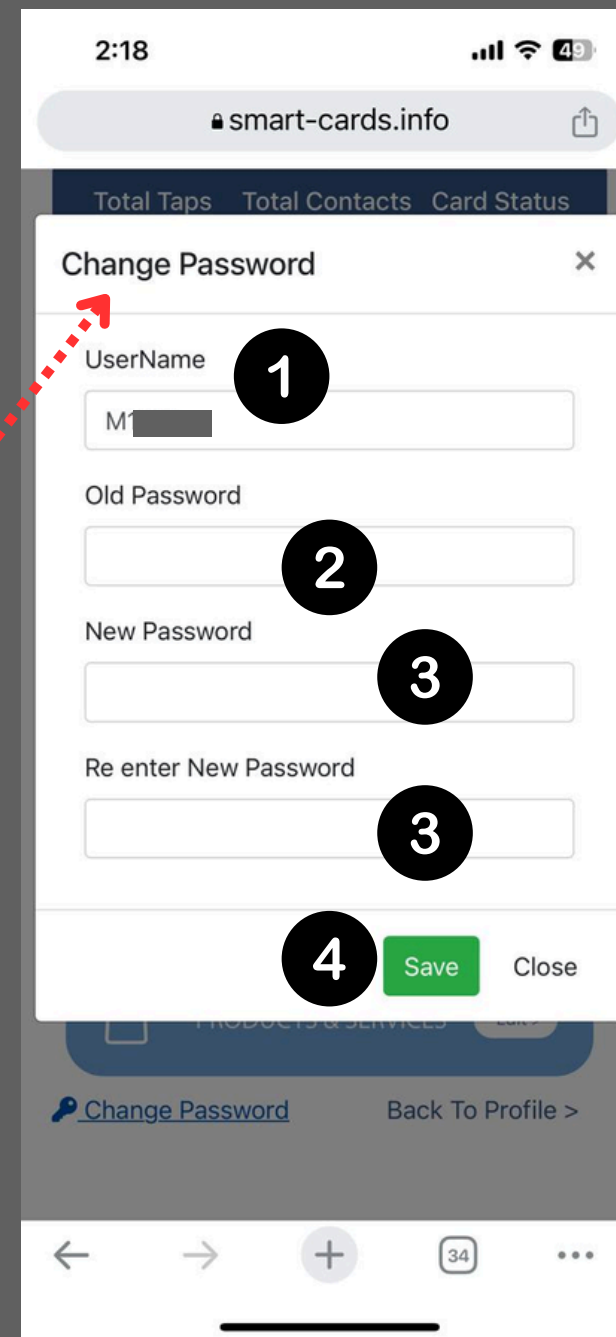 2:18
49
smart-cards.info
Total Taps Total Contacts Card Status
Change Password ×
UserName
1
M1
Old Password
2
New Password
3
Re enter New Password
3
4 Save Close
PRODUCTS & SERVICES Edit >
Change Password Back To Profile >
34